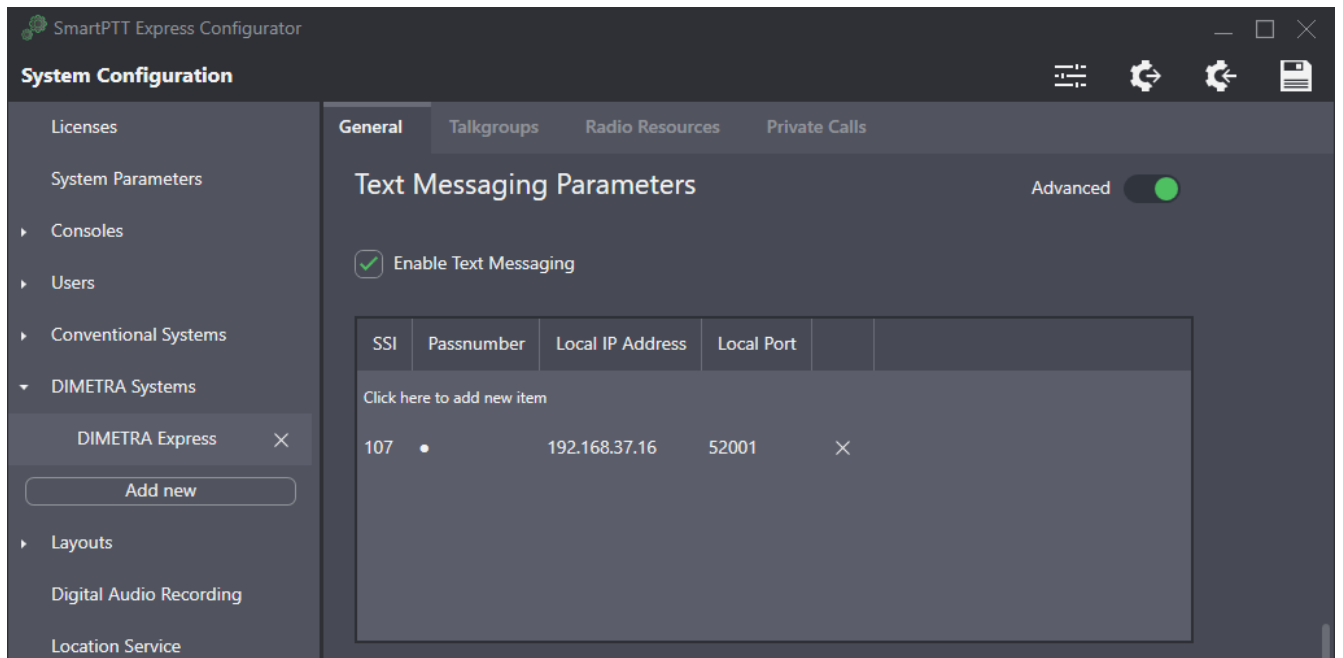 SmartPTT Express Configurator
System Configuration
Licenses
System Parameters
Consoles
Users
Conventional Systems
DIMETRA Systems
DIMETRA Express
Add new
Layouts
Digital Audio Recording
Location Service
General Talkgroups Radio Resources Private Calls
Text Messaging Parameters
Advanced
Enable Text Messaging
SSI Passnumber Local IP Address Local Port
Click here to add new item
107 • 192.168.37.16 52001